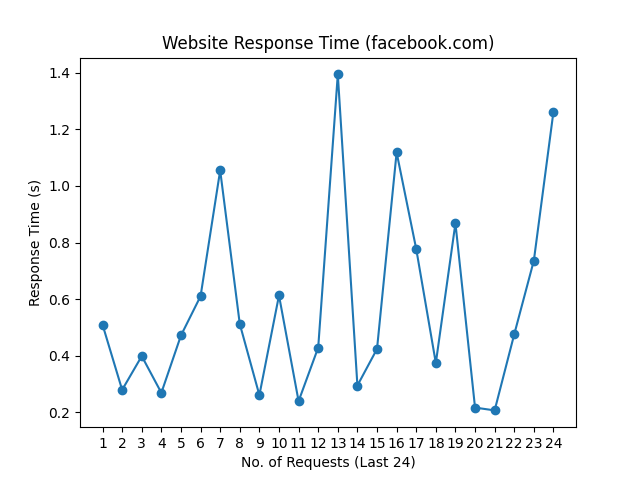 Website Response Time (facebook.com)
1.4
1.2
1.0
0.8
0.6
0.4
0.2
Response Time (s)
1 2 3 4 5 6 7 8 9 10 11 12 13 14 15 16 17 18 19 20 21 22 23 24
No. of Requests (Last 24)